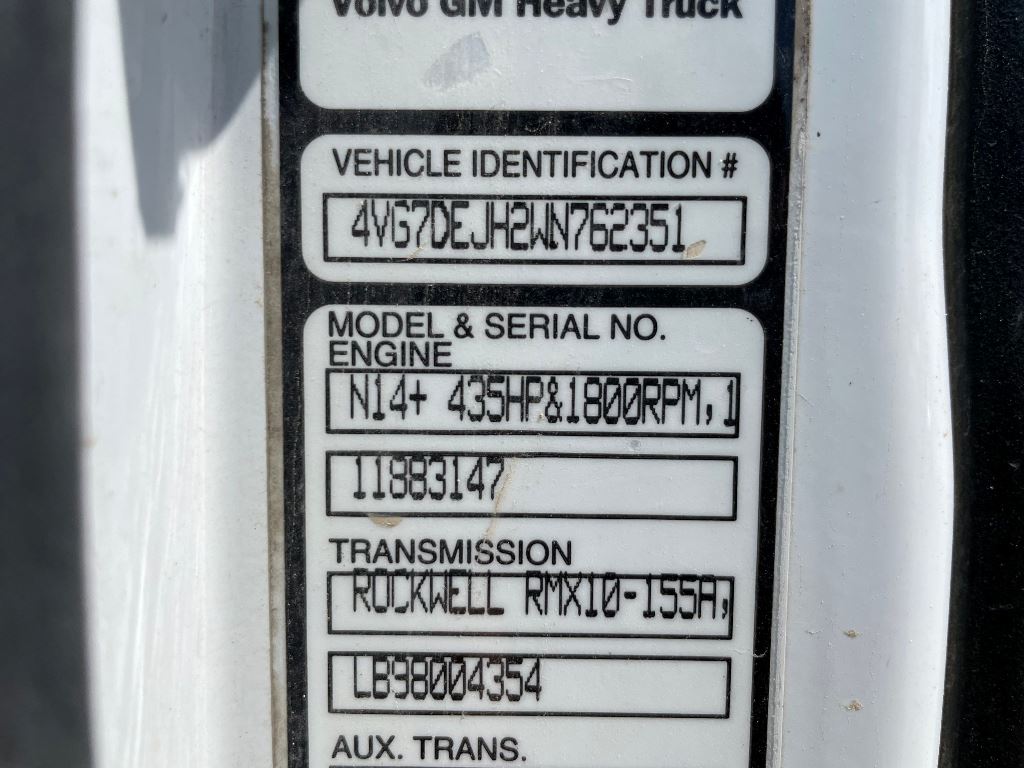 Volvo GM Heavy Truck
VEHICLE IDENTIFICATION #
4VG7DEJH2WN762351
MODEL & SERIAL NO.
ENGINE
N14+ 435HP&1800RPM,1
11883147
TRANSMISSION
ROCKWELL RMX10-155A,
LB98004354
AUX. TRANS.